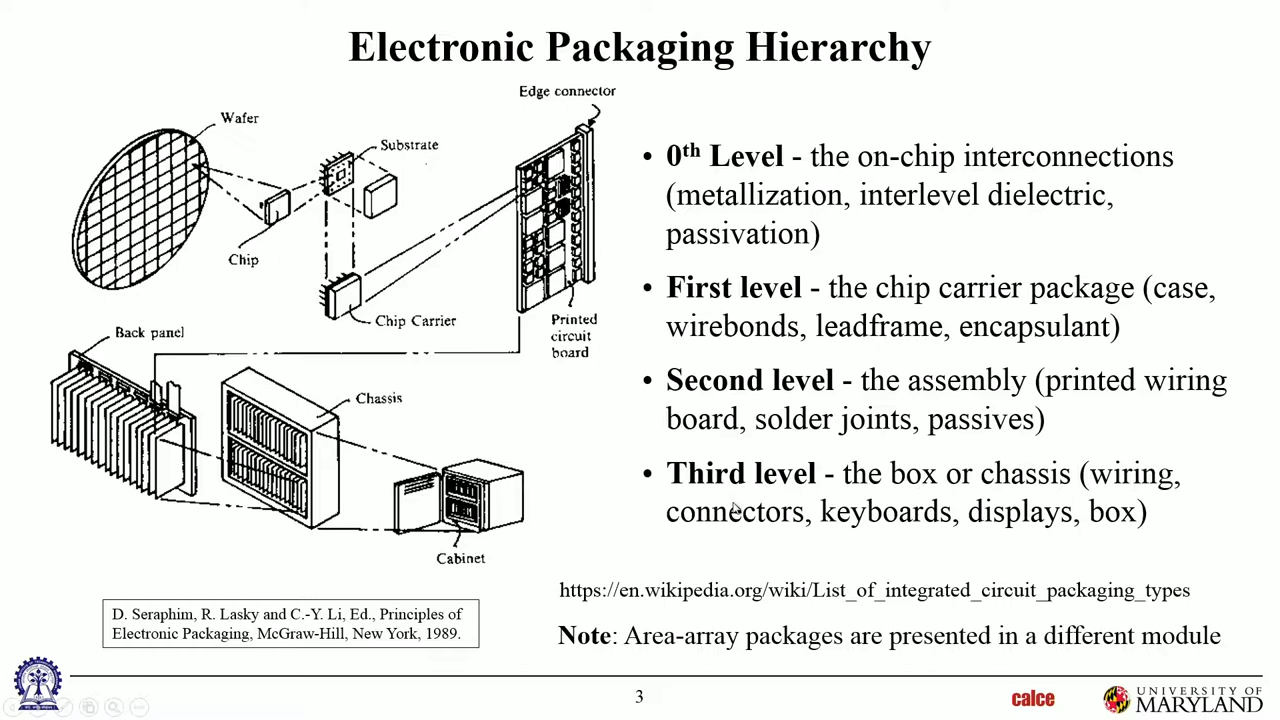 Electronic Packaging Hierarchy
Edge connector
Wafer
Substrate
Chip
Chip Carrier
Printed
circuit
board
Back panel
Chassis
Cabinet
• 0th Level - the on-chip interconnections
(metallization, interlevel dielectric,
passivation)
• First level - the chip carrier package (case,
wirebonds, leadframe, encapsulant)
• Second level - the assembly (printed wiring
board, solder joints, passives)
• Third level - the box or chassis (wiring,
connectors, keyboards, displays, box)
https://en.wikipedia.org/wiki/List_of_integrated_circuit_packaging_types
D. Seraphim, R. Lasky and C.-Y. Li, Ed., Principles of
Electronic Packaging, McGraw-Hill, New York, 1989.
Note: Area-array packages are presented in a different module
3
calce
UNIVERSITY OF
MARYLAND